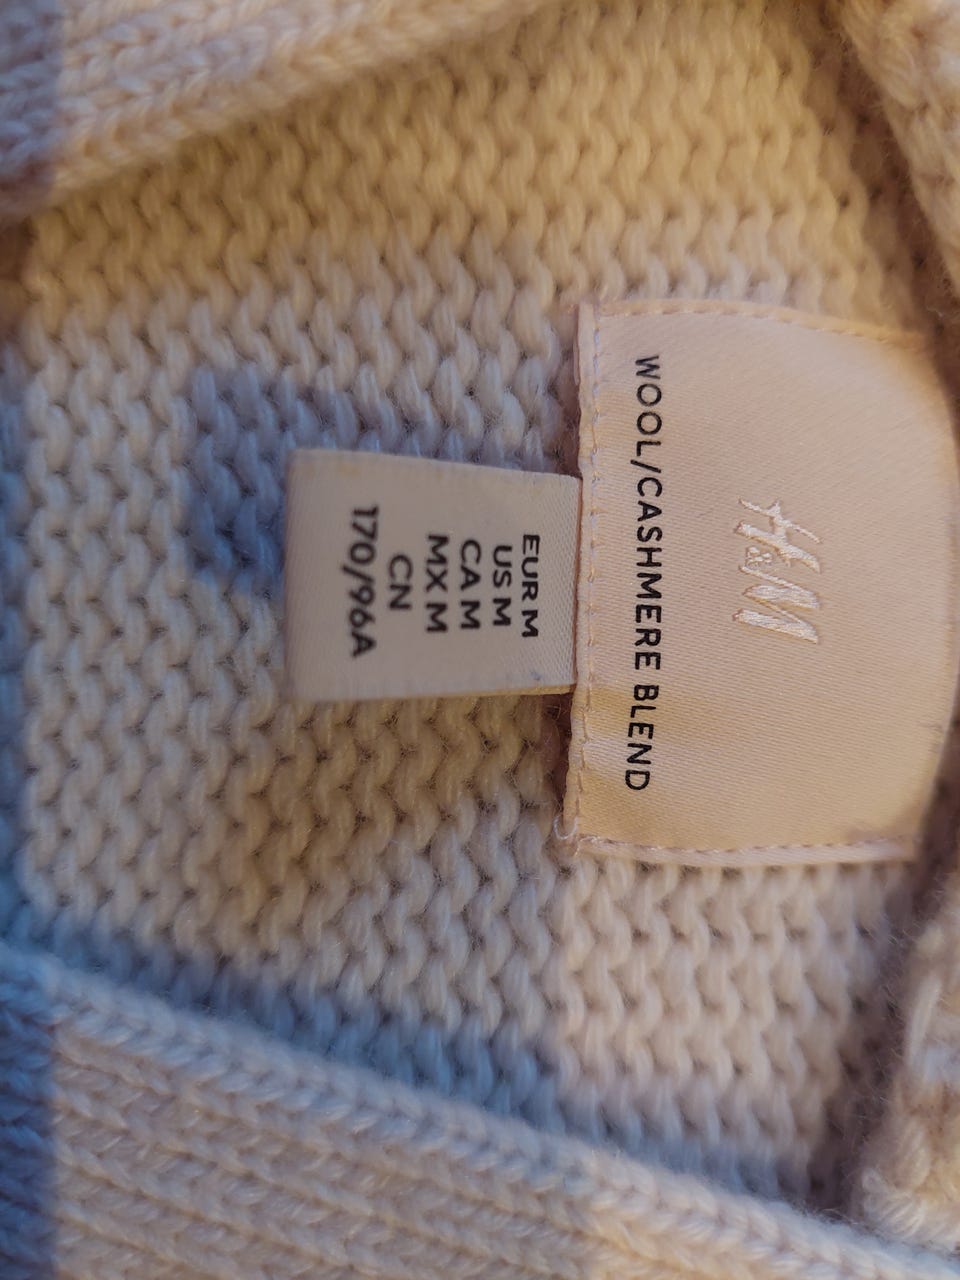 H&M
WOOL/CASHMERE BLEND
EUR M
US M
CA M
MX M
CN
170/96A